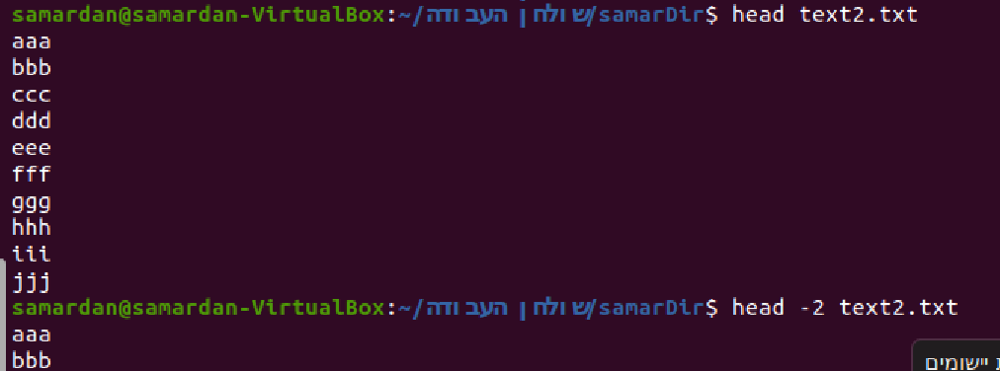 samardan@samardan-VirtualBox:~/שולחן העבודה/samarDir$ head text2.txt
aaa
bbb
ccc
ddd
eee
fff
ggg
hhh
iii
jjj
samardan@samardan-VirtualBox:~/שולחן העבודה/samarDir$ head -2 text2.txt
aaa
bbb
יישומים